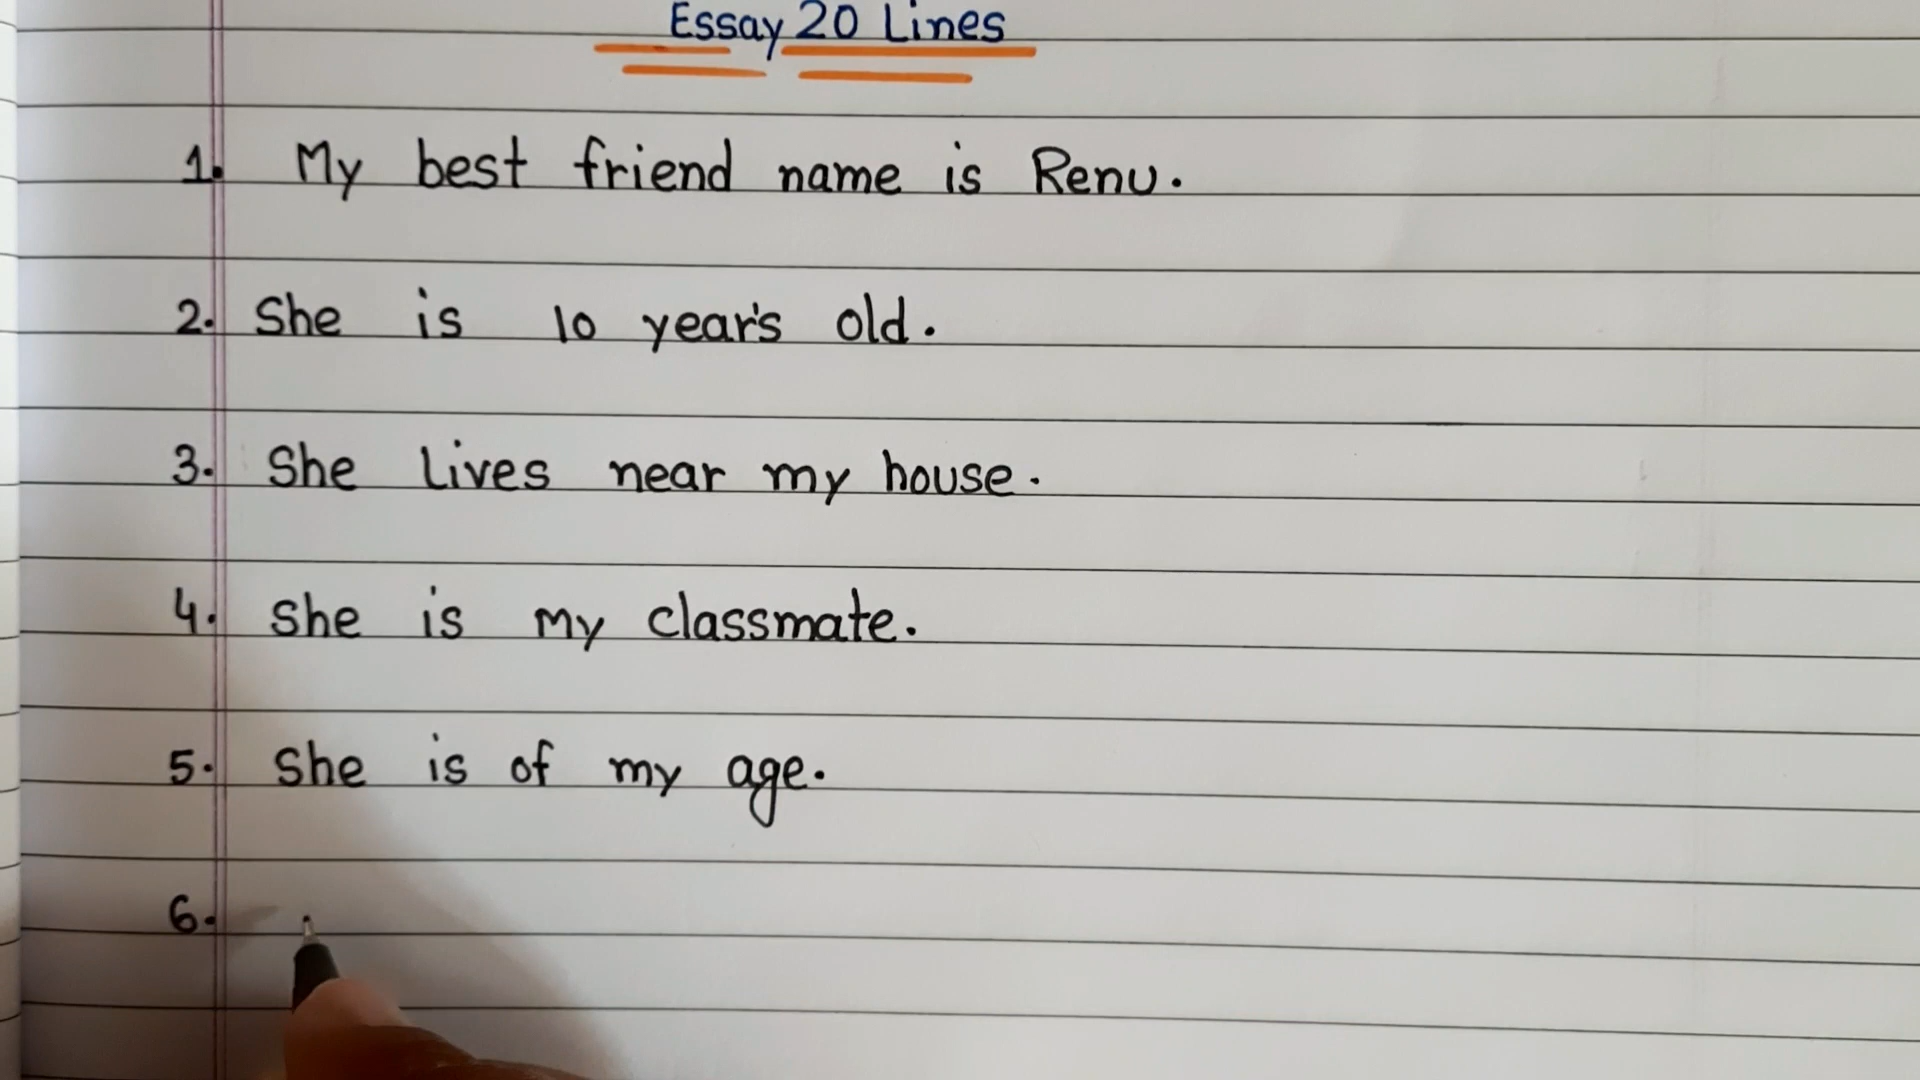 Essay 20 Lines
1. My best friend name is Renu.
2. She is 10 year's old.
3. She Lives near my house.
4. She is my classmate.
5. She is of my age.
6.